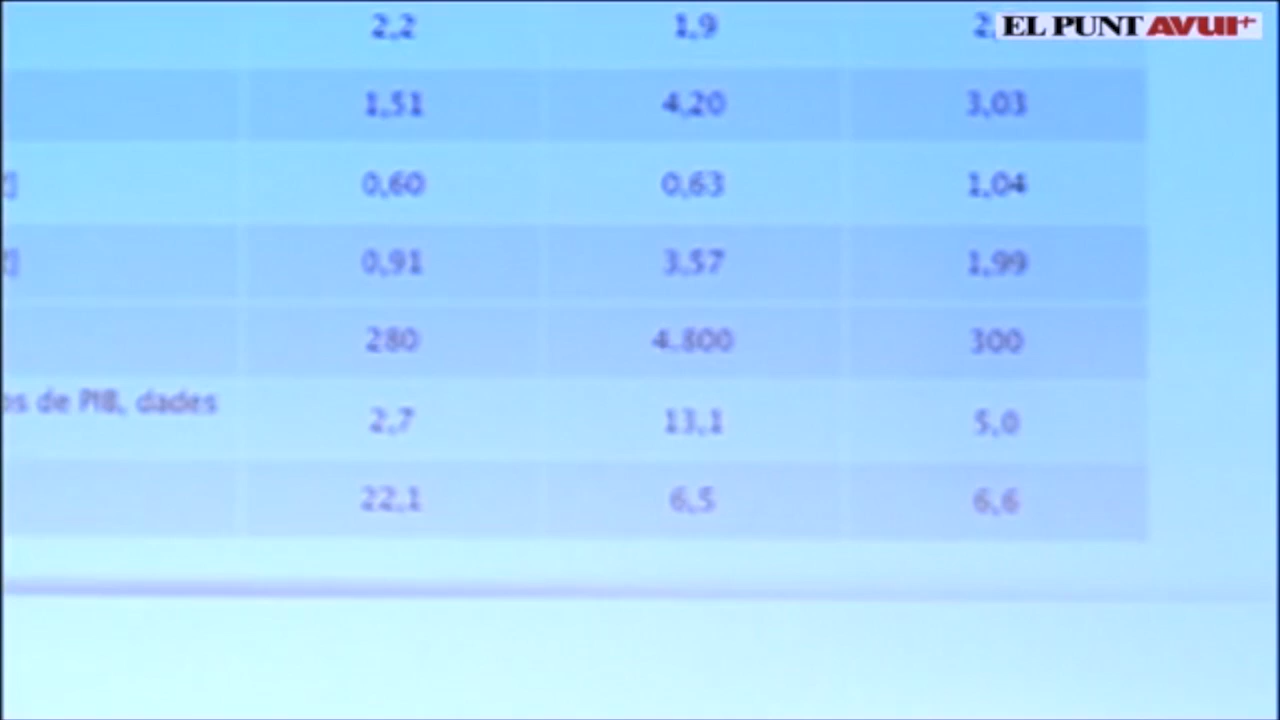 EL PUNT AVUI+
2,2 1,9 2,
1,51 4,20 3,03
0,60 0,63 1,04
0,91 3,57 1,99
280 4.800 300
os de PIB, dades
2,7 13,1 5,0
22,1 6,5 6,6